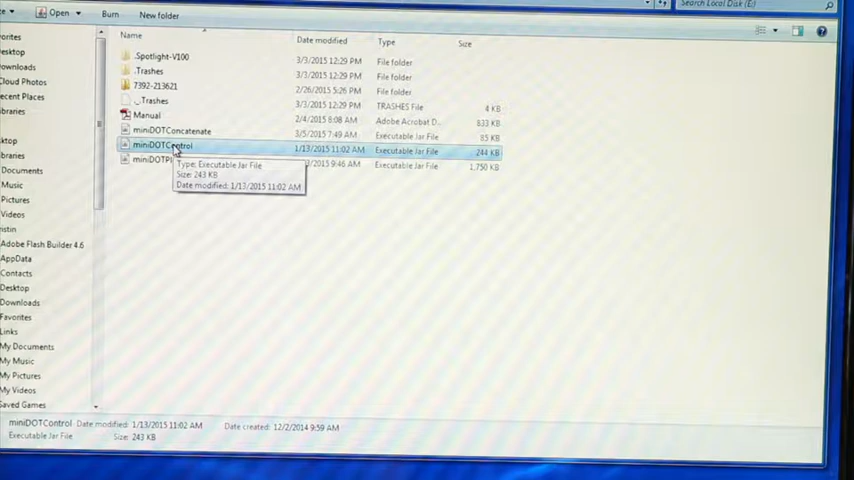 Open Burn New folder Search Local Disk (E:)
Name Date modified Type Size
.Spotlight-V100 3/3/2015 12:29 PM File folder
.Trashes 3/3/2015 12:29 PM File folder
7392-213621 2/26/2015 5:26 PM File folder
._.Trashes 3/3/2015 12:29 PM TRASHES File 4 KB
Manual 2/4/2015 8:08 AM Adobe Acrobat D... 833 KB
miniDOTConcatenate 3/5/2015 7:49 AM Executable Jar File 85 KB
miniDOTControl 1/13/2015 11:02 AM Executable Jar File 244 KB
miniDOTPl 9:46 AM Executable Jar File 1,750 KB
Type: Executable Jar File
Size: 243 KB
Date modified: 1/13/2015 11:02 AM
orites
esktop
ownloads
Cloud Photos
ecent Places
ibraries
ktop
braries
Documents
Music
Pictures
Videos
istin
Adobe Flash Builder 4.6
AppData
Contacts
Desktop
Downloads
Favorites
Links
My Documents
My Music
My Pictures
My Videos
Saved Games
miniDOTControl Date modified: 1/13/2015 11:02 AM Date created: 12/2/2014 9:59 AM
Executable Jar File Size: 243 KB